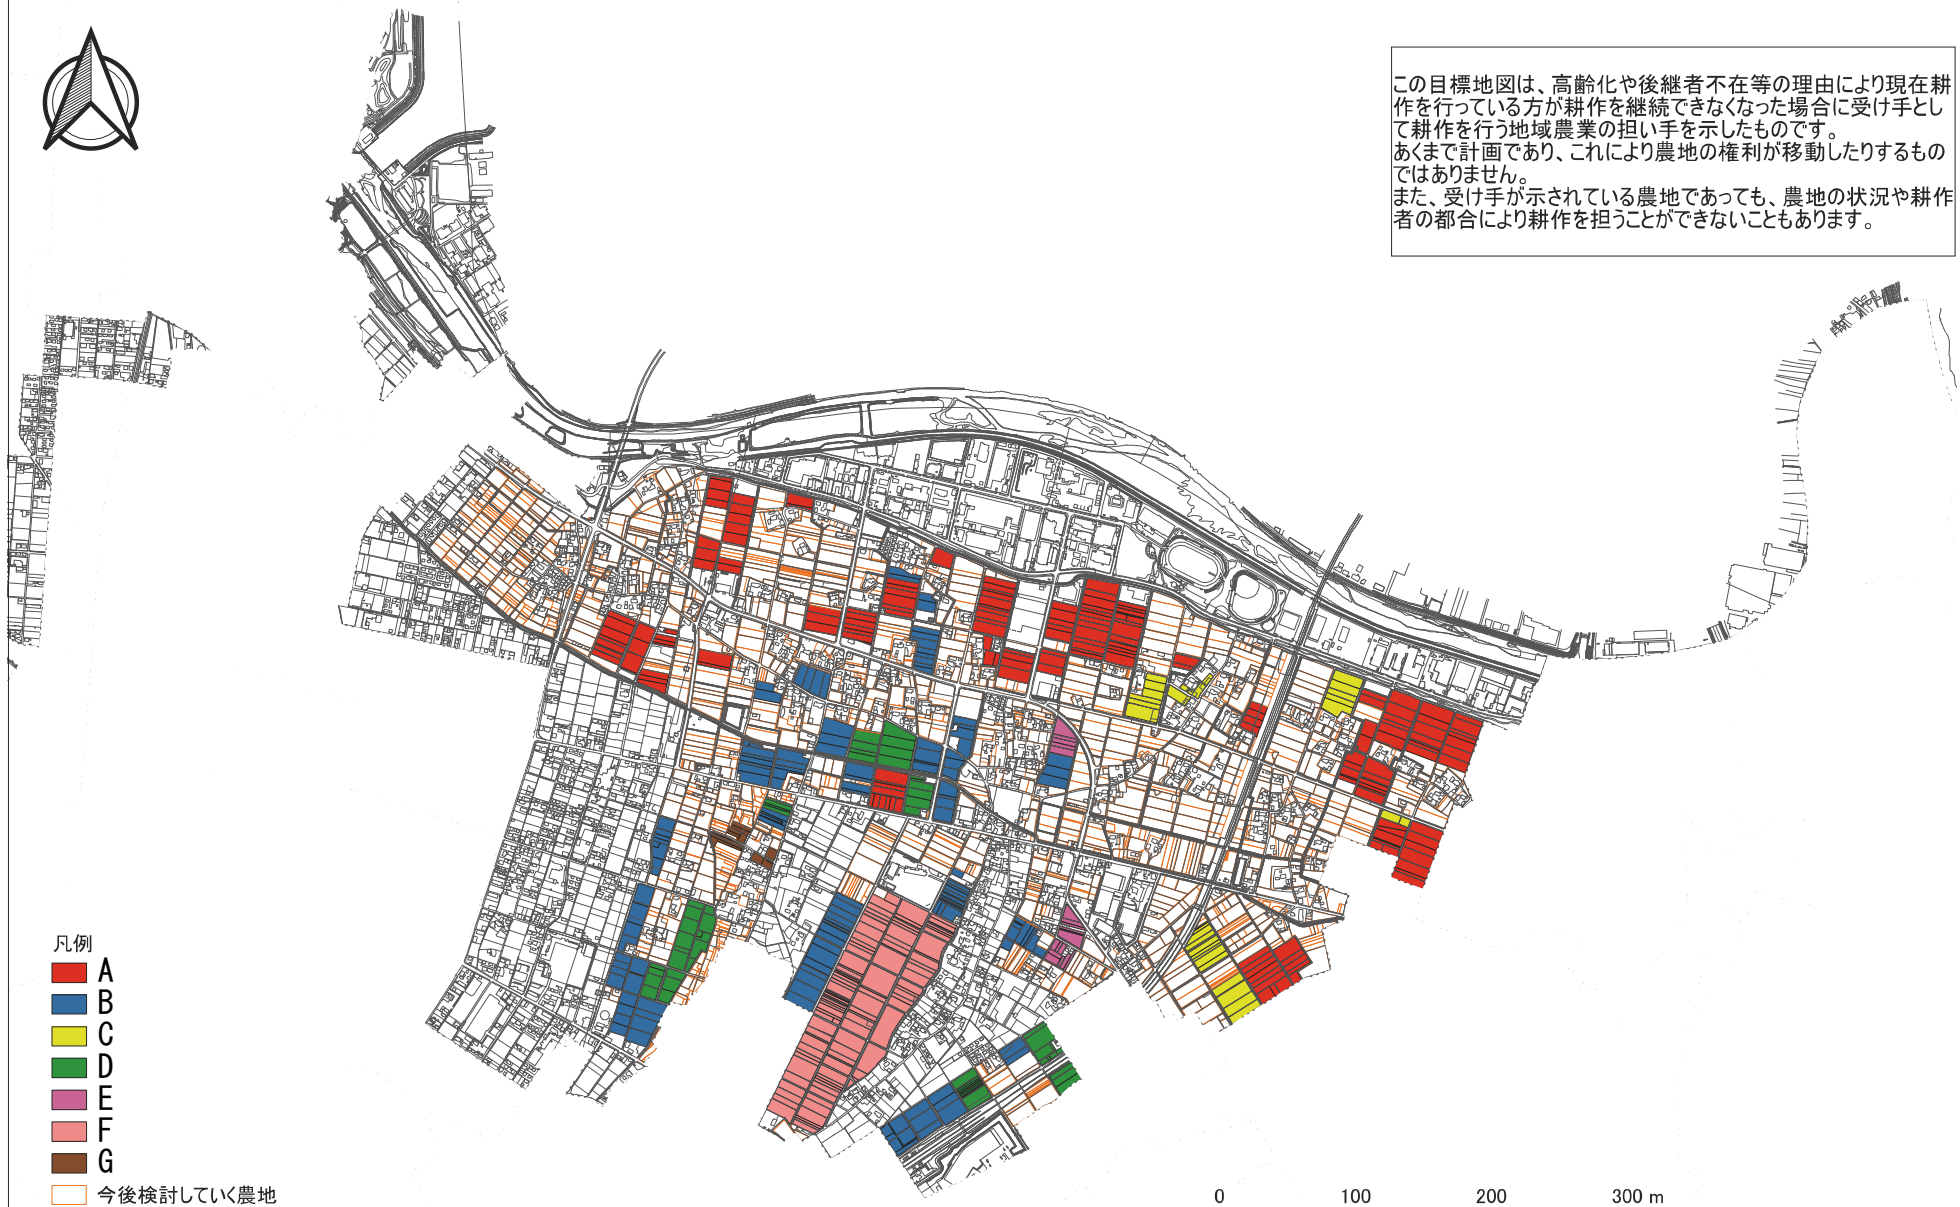 この目標地図は、高齢化や後継者不在等の理由により現在耕
作を行っている方が耕作を継続できなくなった場合に受け手とし
て耕作を行う地域農業の担い手を示したものです。
あくまで計画であり、これにより農地の権利が移動したりするもの
ではありません。
また、受け手が示されている農地であっても、農地の状況や耕作
者の都合により耕作を担うことができないこともあります。
凡例
A
B
C
D
E
F
G
今後検討していく農地
0 100 200 300 m